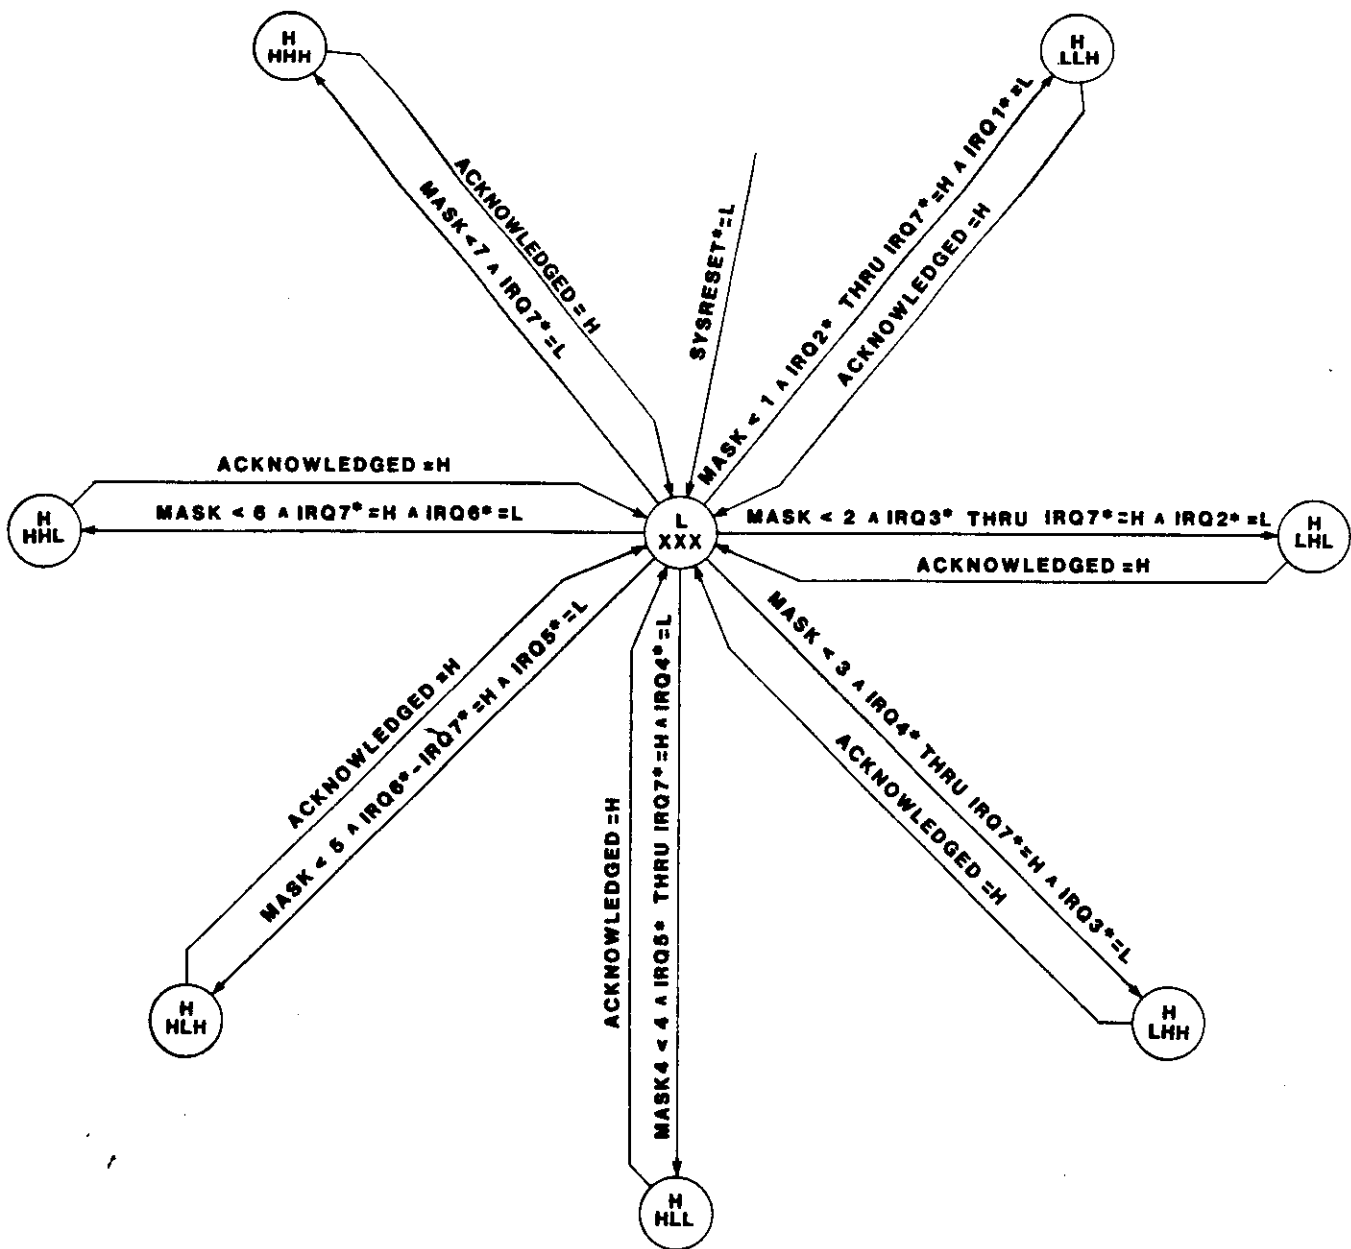 H
HHH
H
LLH
ACKNOWLEDGED = H
MASK <7 ∧ IRQ7* = L
SYSRESET* = L
MASK < 1 ∧ IRQ2* THRU IRQ7* = H ∧ IRQ1* = L
ACKNOWLEDGED = H
ACKNOWLEDGED = H
MASK < 6 ∧ IRQ7* = H ∧ IRQ6* = L
H
HHL
L
XXX
MASK < 2 ∧ IRQ3* THRU IRQ7* = H ∧ IRQ2* = L
ACKNOWLEDGED = H
H
LHL
ACKNOWLEDGED = H
MASK < 5 ∧ IRQ6* - IRQ7* = H ∧ IRQ5* = L
ACKNOWLEDGED = H
MASK4 < 4 ∧ IRQ5* THRU IRQ7* = H ∧ IRQ4* = L
MASK < 3 ∧ IRQ4* THRU IRQ7* = H ∧ IRQ3* = L
ACKNOWLEDGED = H
H
HLH
H
LHH
H
HLL